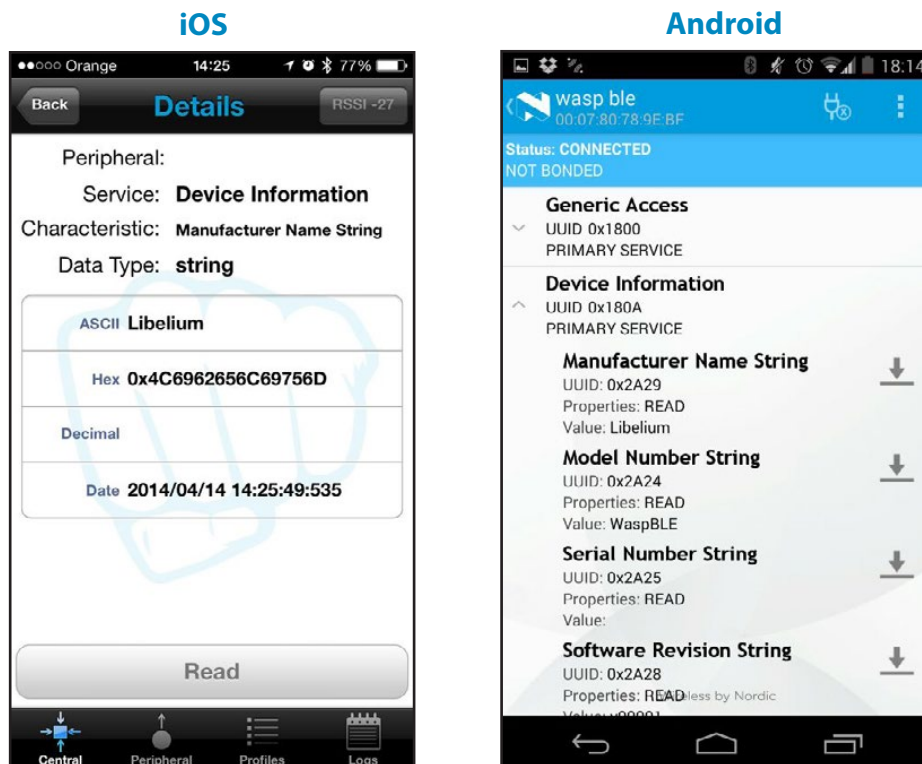 iOS
Orange 14:25 77%
Back Details RSSI -27
Peripheral:
Service: Device Information
Characteristic: Manufacturer Name String
Data Type: string
ASCII Libelium
Hex 0x4C6962656C69756D
Decimal
Date 2014/04/14 14:25:49:535
Read
Central Peripheral Profiles Logs
Android
18:14
wasp ble
00:07:80:78:9E:BF
Status: CONNECTED
NOT BONDED
Generic Access
UUID 0x1800
PRIMARY SERVICE
Device Information
UUID 0x180A
PRIMARY SERVICE
Manufacturer Name String
UUID: 0x2A29
Properties: READ
Value: Libelium
Model Number String
UUID: 0x2A24
Properties: READ
Value: WaspBLE
Serial Number String
UUID: 0x2A25
Properties: READ
Value:
Software Revision String
UUID: 0x2A28
Properties: READ by Nordic